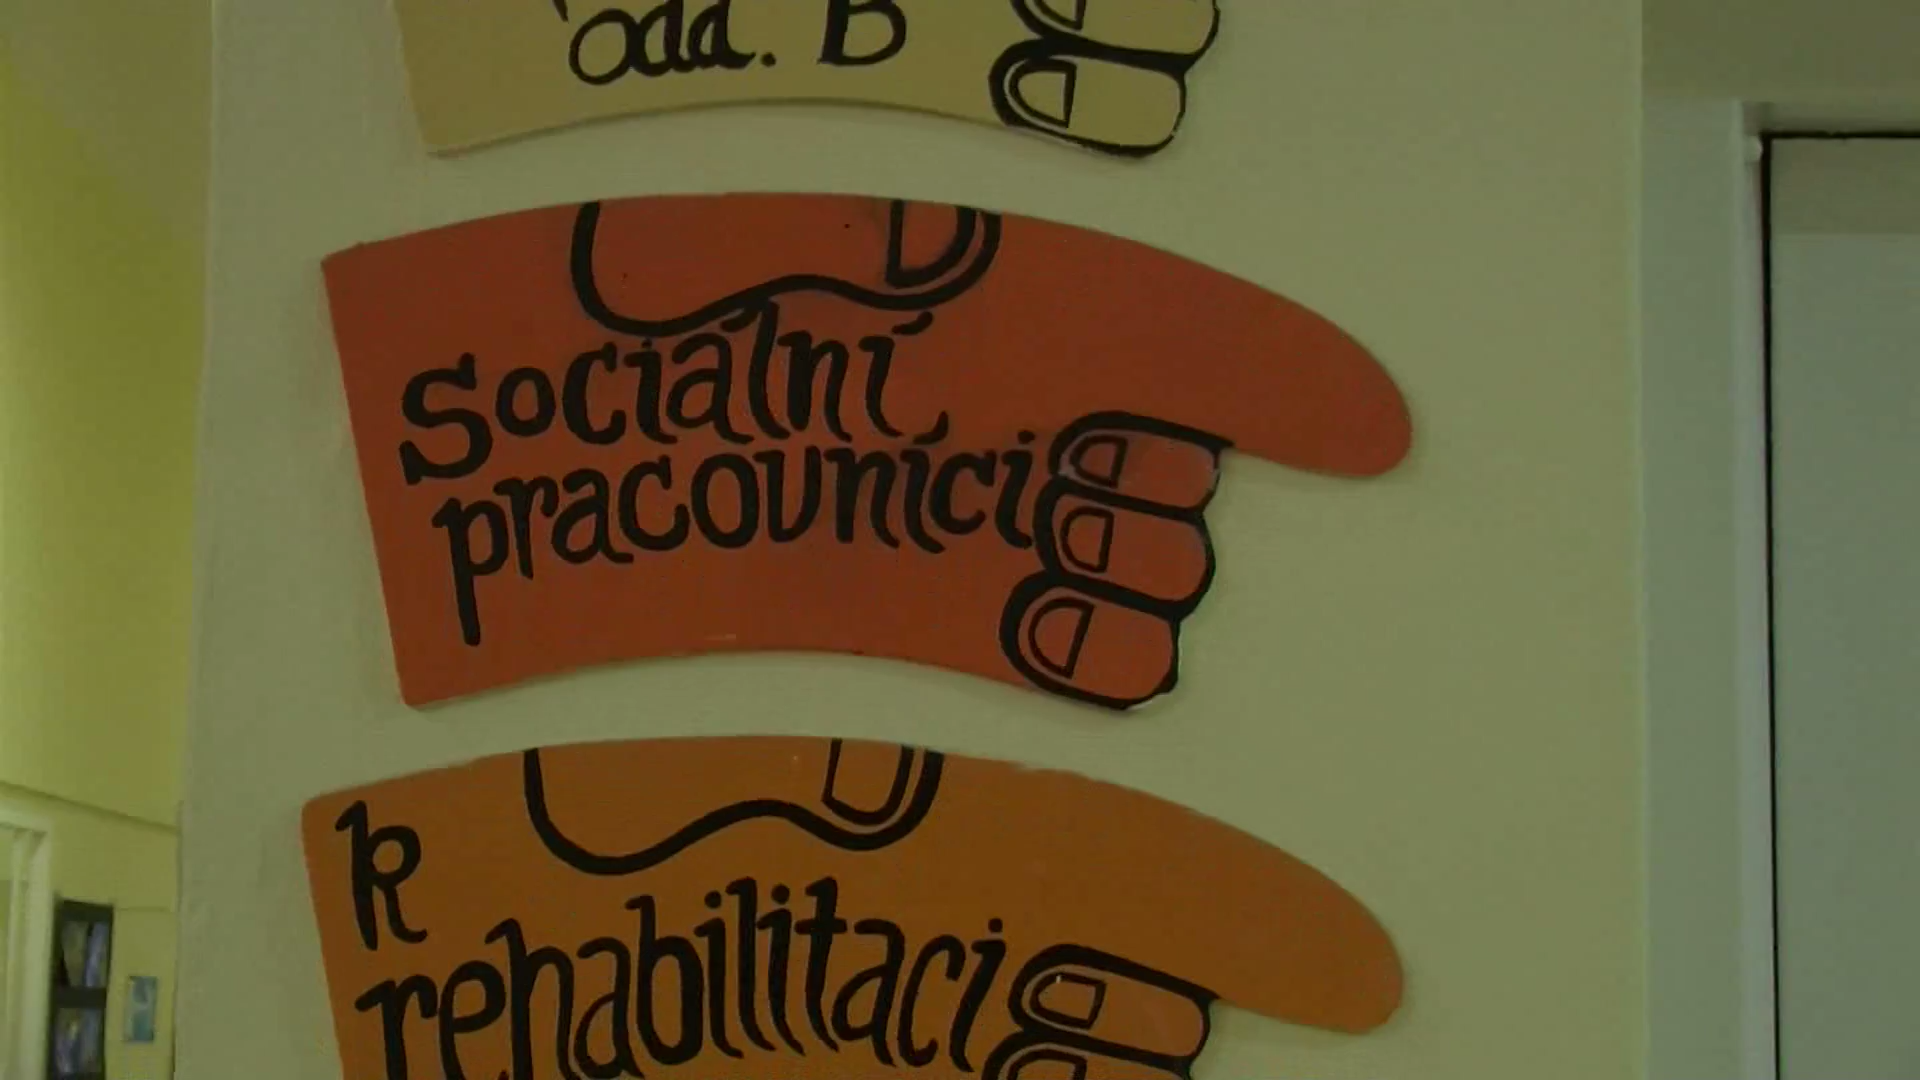 odd. B
Sociální
pracovníci
k
rehabilitaci